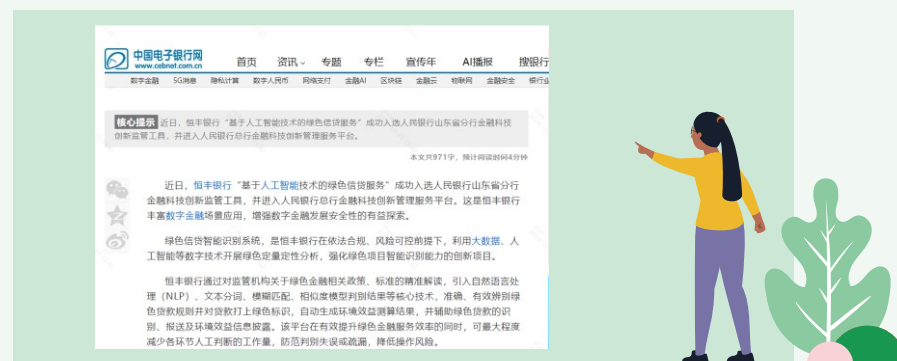 中国电子银行网
www.cebnet.com.cn
首页 资讯 专题 专栏 宣传年 AI播报 搜银行
数字金融 5G消息 隐私计算 数字人民币 网络支付 金融AI 区块链 金融云 物联网 金融安全 银行业
核心提示 近日，恒丰银行“基于人工智能技术的绿色信贷服务”成功入选人民银行山东省分行金融科技
创新监管工具，并进入人民银行总行金融科技创新管理服务平台。
本文共971字，预计阅读时间4分钟
近日，恒丰银行“基于人工智能技术的绿色信贷服务”成功入选人民银行山东省分行
金融科技创新监管工具，并进入人民银行总行金融科技创新管理服务平台。这是恒丰银行
丰富数字金融场景应用，增强数字金融发展安全性的有益探索。
绿色信贷智能识别系统，是恒丰银行在依法合规、风险可控前提下，利用大数据、人
工智能等数字技术开展绿色定量定性分析，强化绿色项目智能识别能力的创新项目。
恒丰银行通过对监管机构关于绿色金融相关政策、标准的精准解读，引入自然语言处
理（NLP）、文本分词、模糊匹配、相似度模型判别结果等核心技术，准确、有效辨别绿
色贷款规则并对贷款打上绿色标识，自动生成环境效益测算结果，并辅助绿色贷款的识
别、报送及环境效益信息披露。该平台在有效提升绿色金融服务效率的同时，可最大程度
减少各环节人工判断的工作量，防范判别失误或疏漏，降低操作风险。